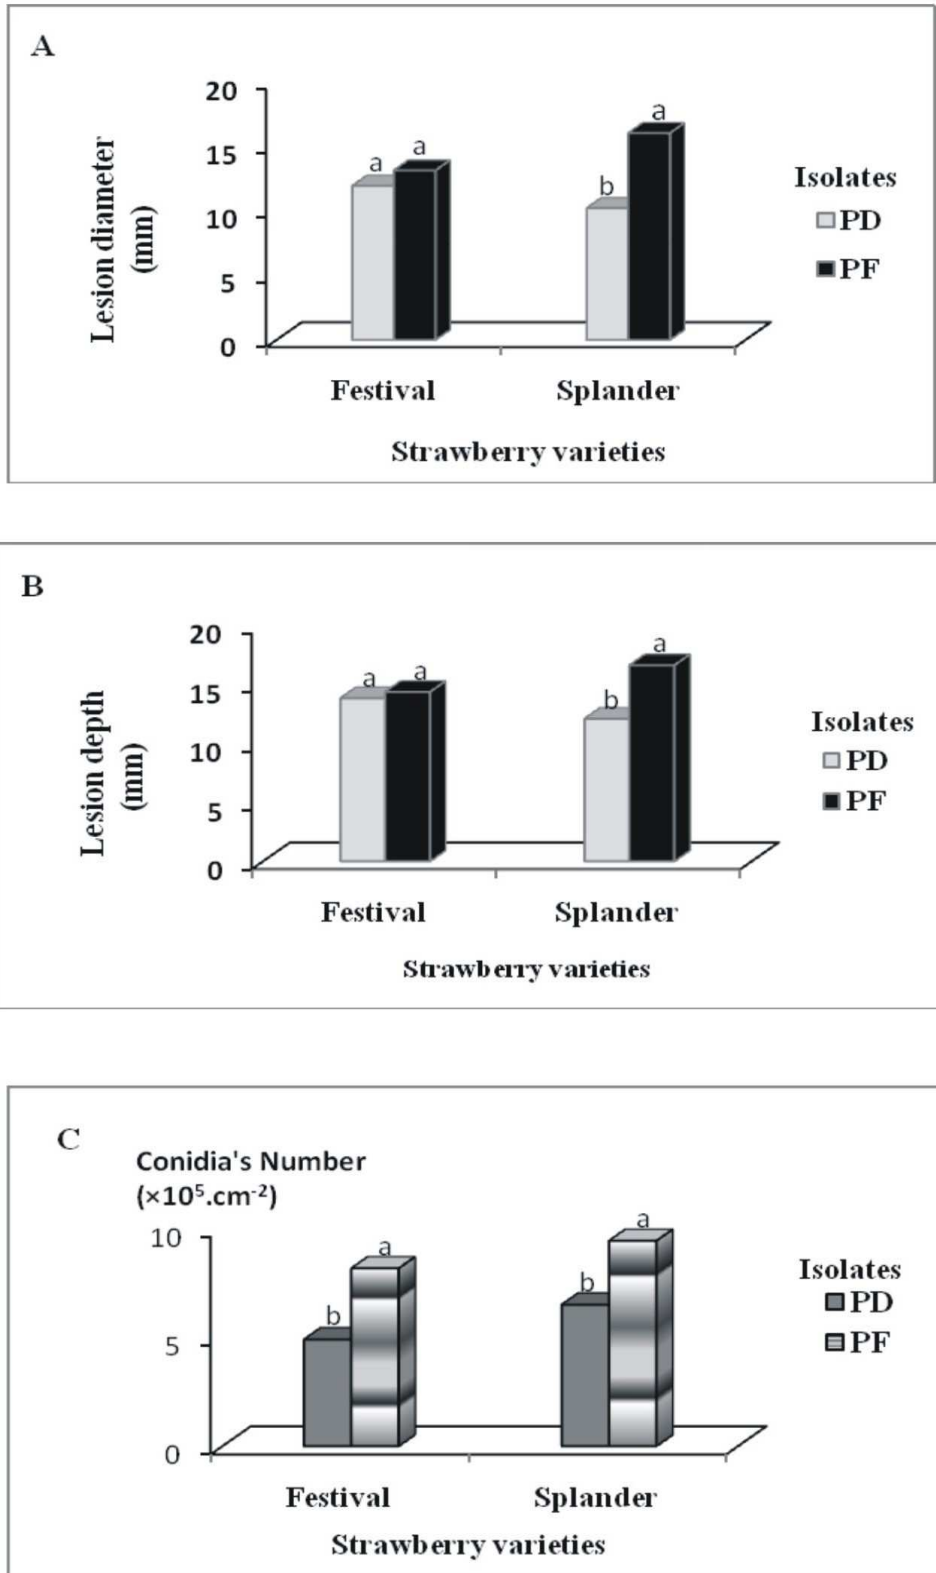 A
20
15
10
5
0
Lesion diameter
(mm)
a
a
b
a
Festival
Splander
Strawberry varieties
Isolates
PD
PF
B
20
15
10
5
0
Lesion depth
(mm)
a
a
b
a
Festival
Splander
Strawberry varieties
Isolates
PD
PF
C
Conidia's Number
(×10⁵.cm⁻²)
10
5
0
b
a
b
a
Festival
Splander
Strawberry varieties
Isolates
PD
PF